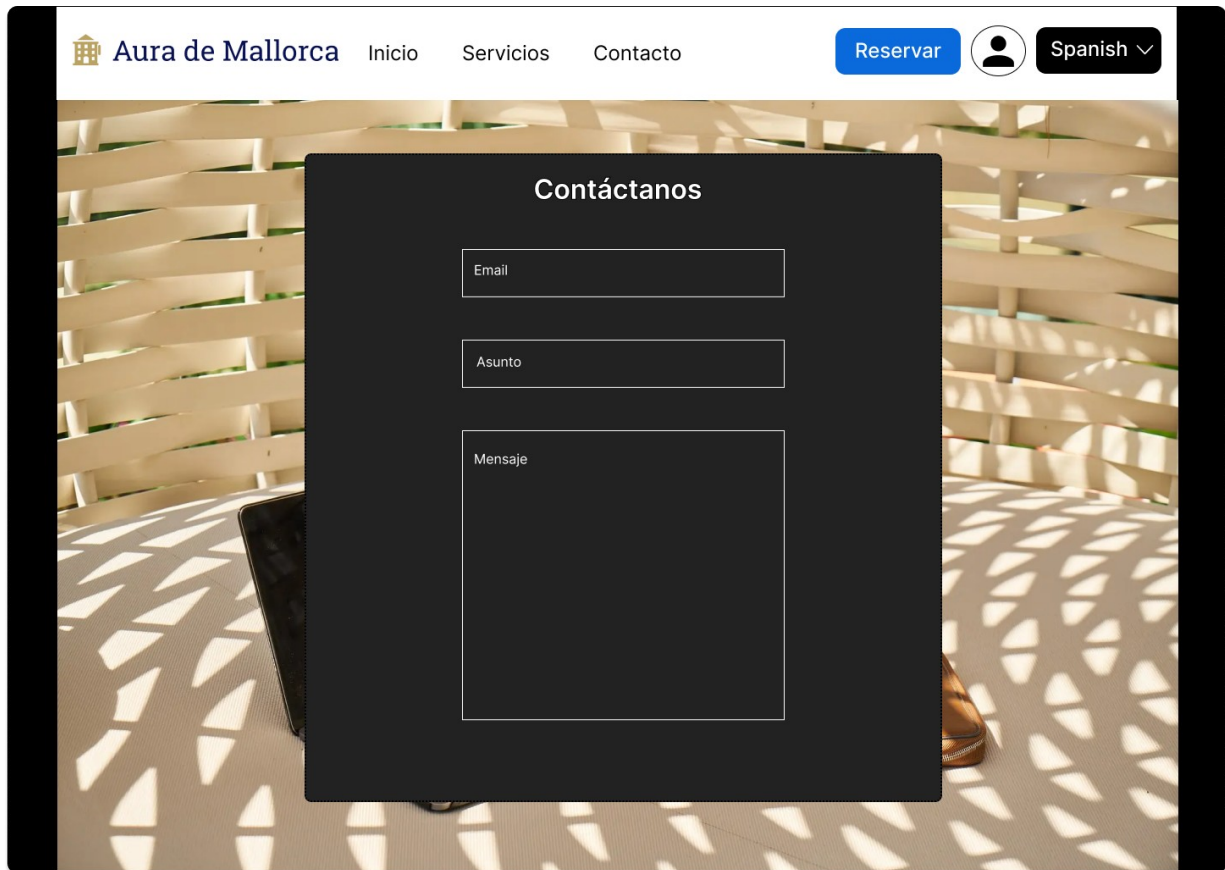 Aura de Mallorca Inicio Servicios Contacto Reservar Spanish
Contáctanos
Email
Asunto
Mensaje